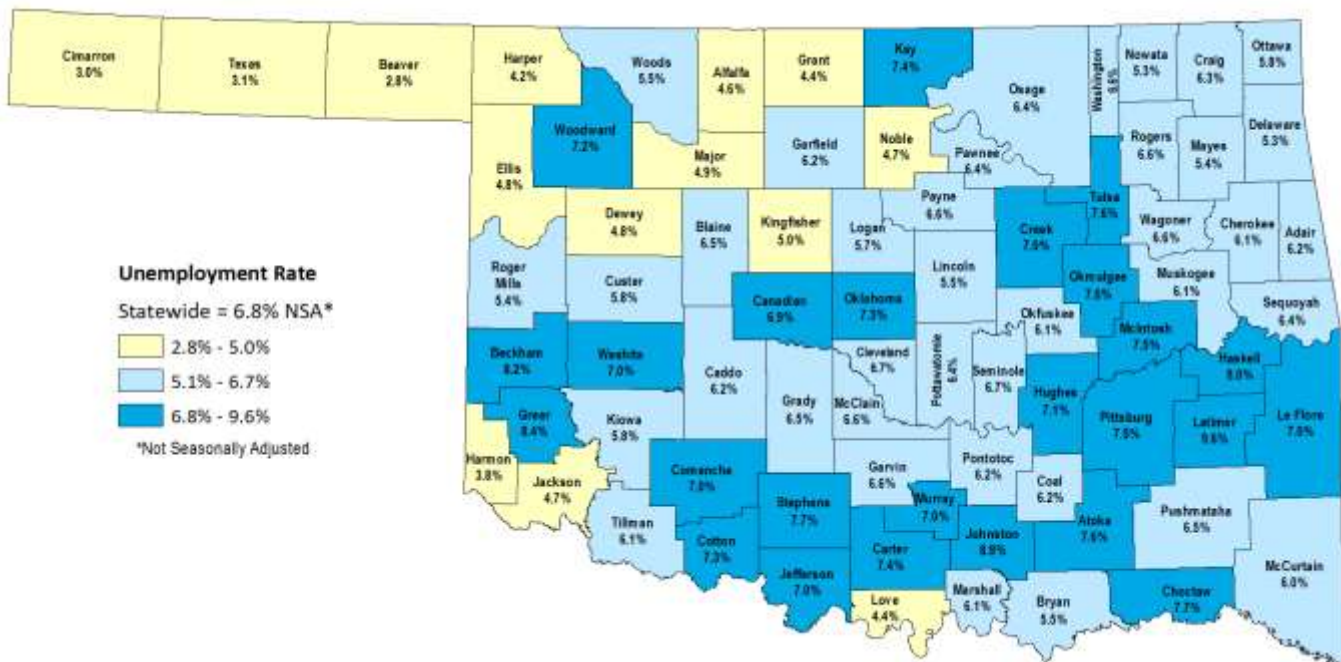 Cimarron
3.0%
Texas
3.1%
Beaver
2.8%
Harper
4.2%
Woods
5.5%
Alfalfa
4.6%
Grant
4.4%
Kay
7.4%
Osage
6.4%
Washington
6.6%
Nowata
5.3%
Craig
6.3%
Ottawa
5.8%
Woodward
7.2%
Ellis
4.8%
Major
4.9%
Garfield
6.2%
Noble
4.7%
Pawnee
6.4%
Rogers
6.6%
Mayes
5.4%
Delaware
5.3%
Dewey
4.8%
Blaine
6.5%
Kingfisher
5.0%
Logan
5.7%
Payne
6.6%
Creek
Tulsa
7.6%
Wagoner
6.6%
Cherokee
6.1%
Adair
6.2%
Roger
Mills
5.4%
Custer
5.8%
Canadian
6.9%
Oklahoma
7.3%
Lincoln
5.5%
Okfuskee
6.1%
Okmulgee
Muskogee
6.1%
Sequoyah
6.4%
Unemployment Rate
Statewide = 6.8% NSA*
2.8% - 5.0%
5.1% - 6.7%
6.8% - 9.6%
*Not Seasonally Adjusted
Beckham
8.2%
Washita
7.0%
Caddo
6.2%
Grady
6.5%
Cleveland
6.7%
McClain
6.6%
Pottawatomie
6.4%
Seminole
6.7%
Hughes
7.1%
McIntosh
Haskell
Pittsburg
Latimer
9.6%
Le Flore
Greer
8.4%
Kiowa
5.8%
Harmon
3.8%
Jackson
4.7%
Tillman
6.1%
Comanche
7.0%
Cotton
7.3%
Stephens
7.7%
Jefferson
7.0%
Garvin
6.6%
Murray
7.0%
Pontotoc
6.2%
Coal
6.2%
Carter
7.4%
Johnston
8.9%
Atoka
7.6%
Pushmataha
6.5%
McCurtain
6.0%
Love
4.4%
Marshall
6.1%
Bryan
5.5%
Choctaw
7.7%